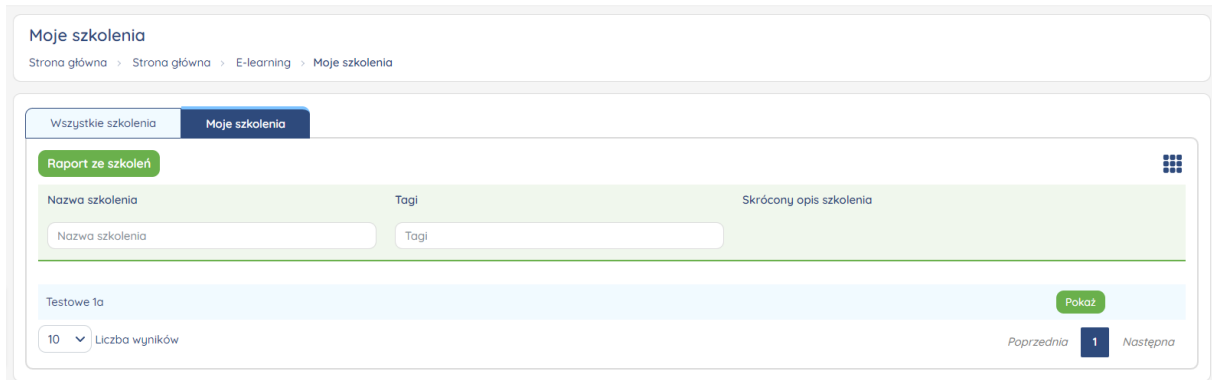 Moje szkolenia
Strona główna > Strona główna > E-learning > Moje szkolenia
Wszystkie szkolenia Moje szkolenia
Raport ze szkoleń
Nazwa szkolenia Tagi Skrócony opis szkolenia
Nazwa szkolenia Tagi
Testowe 1a Pokaż
10 Liczba wyników Poprzednia 1 Następna